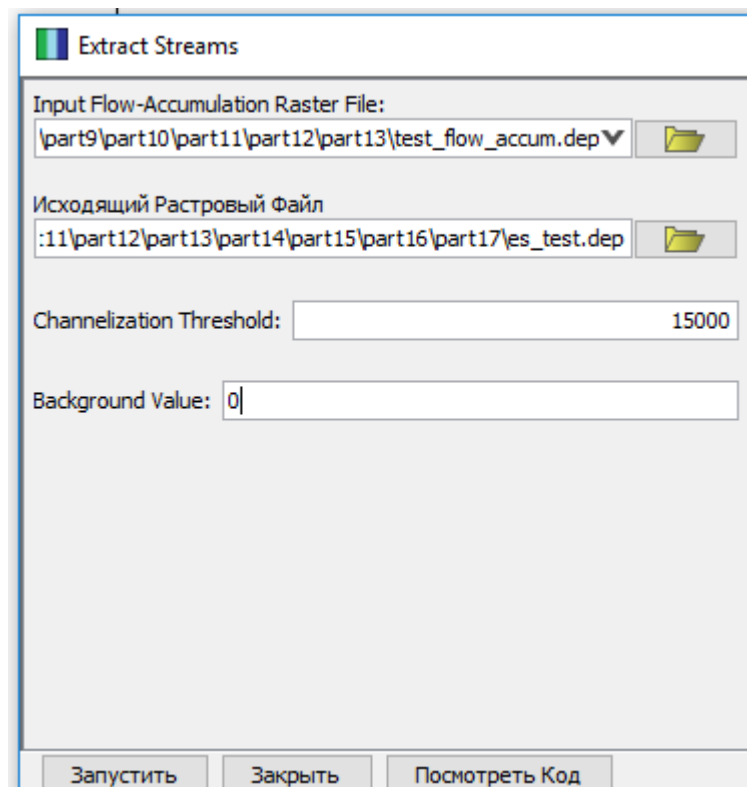 Extract Streams
Input Flow-Accumulation Raster File:
\part9\part10\part11\part12\part13\test_flow_accum.dep
Исходящий Растровый Файл
:11\part12\part13\part14\part15\part16\part17\es_test.dep
Channelization Threshold: 15000
Background Value: 0
Запустить Закрыть Посмотреть Код